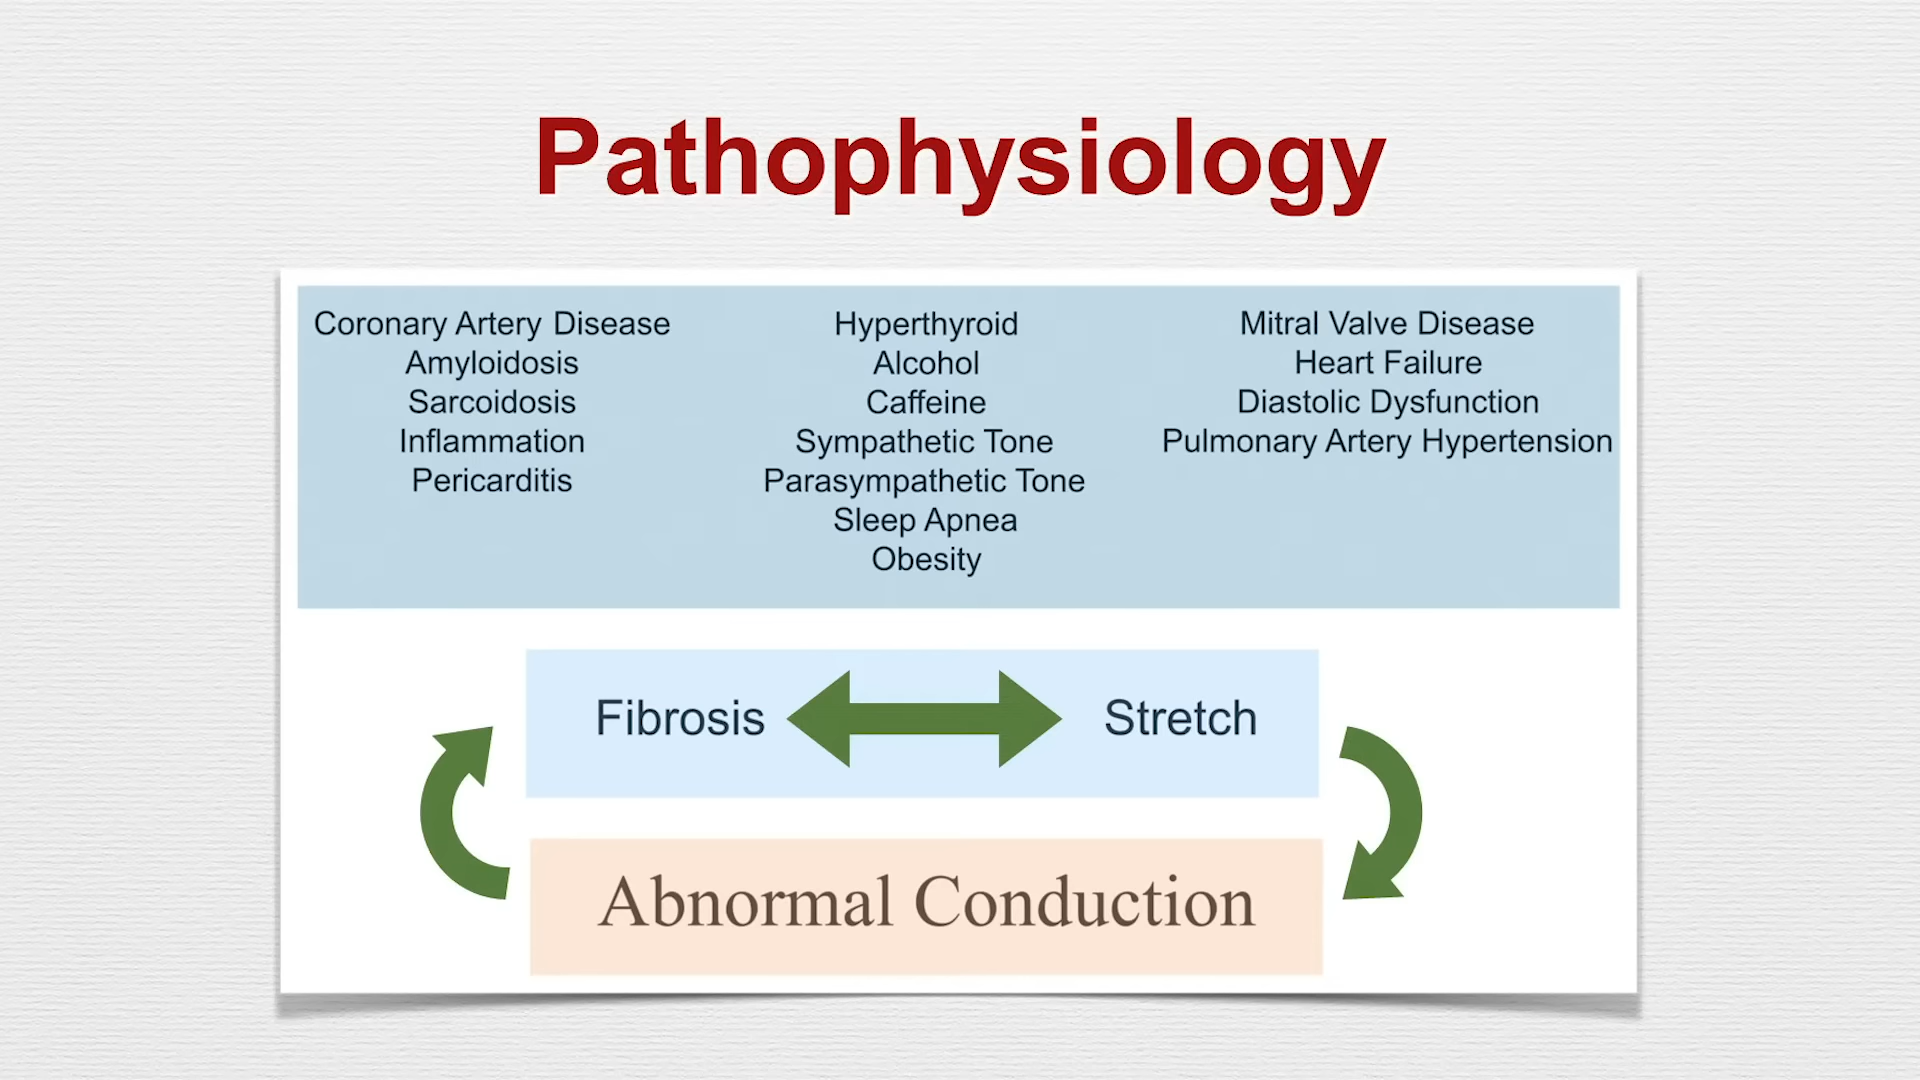 Pathophysiology
Coronary Artery Disease
Amyloidosis
Sarcoidosis
Inflammation
Pericarditis
Hyperthyroid
Alcohol
Caffeine
Sympathetic Tone
Parasympathetic Tone
Sleep Apnea
Obesity
Mitral Valve Disease
Heart Failure
Diastolic Dysfunction
Pulmonary Artery Hypertension
Fibrosis
Stretch
Abnormal Conduction